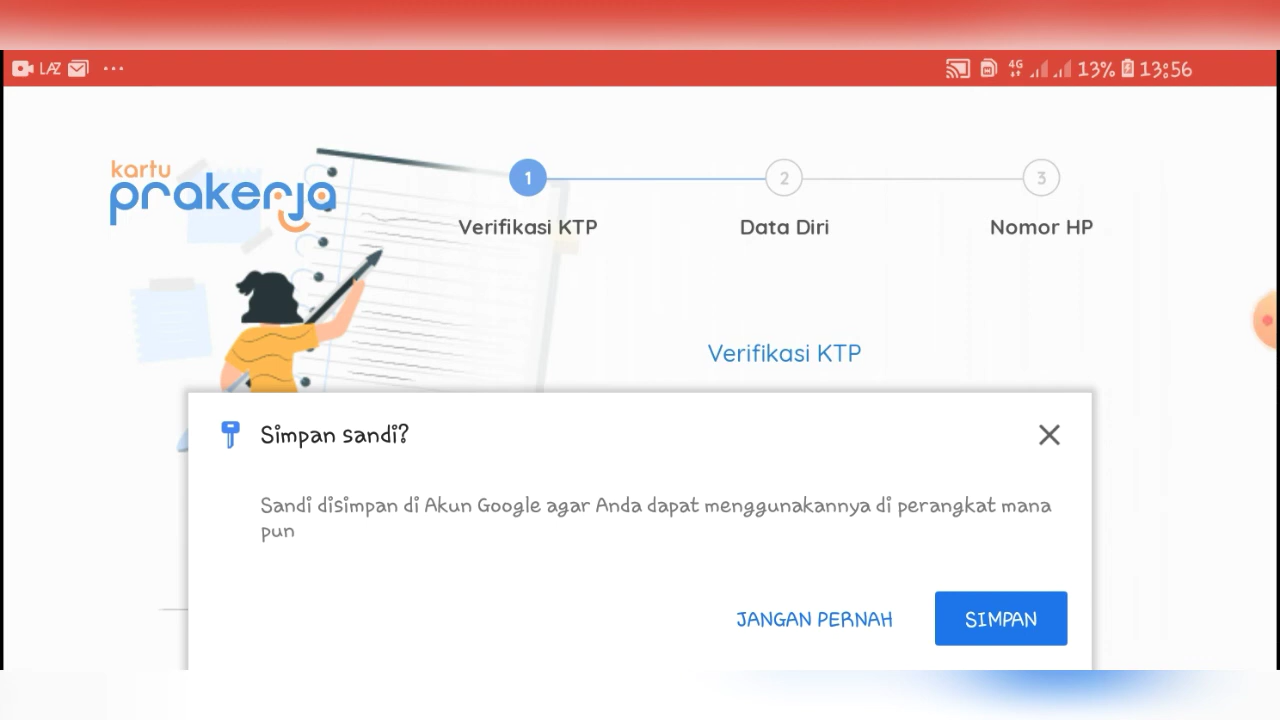 LAZ ... 4G 13% 13:56
kartu
prakerja
1 2 3
Verifikasi KTP Data Diri Nomor HP
Verifikasi KTP
Simpan sandi?
Sandi disimpan di Akun Google agar Anda dapat menggunakannya di perangkat mana
pun
JANGAN PERNAH SIMPAN